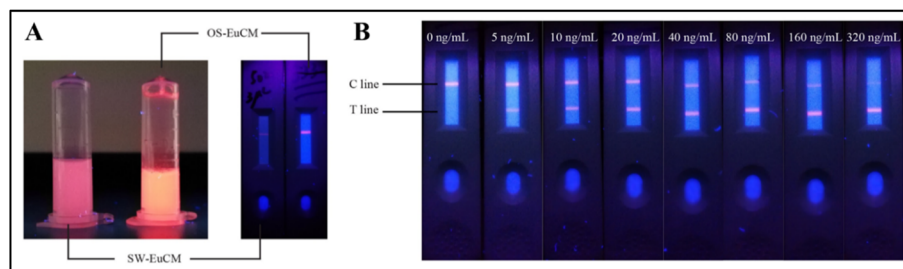 A
OS-EuCM
SW-EuCM
B
0 ng/mL 5 ng/mL 10 ng/mL 20 ng/mL 40 ng/mL 80 ng/mL 160 ng/mL 320 ng/mL
C line
T line